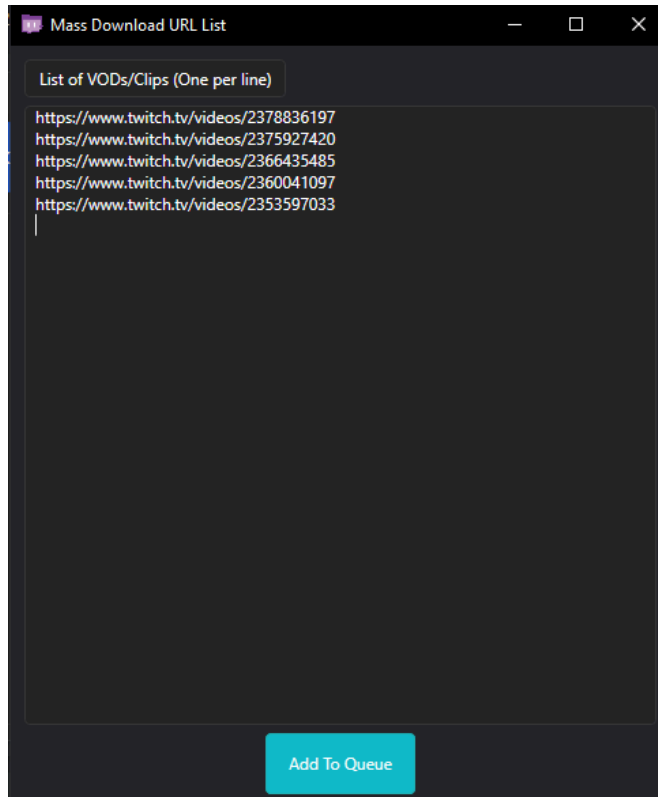 Mass Download URL List
List of VODs/Clips (One per line)
https://www.twitch.tv/videos/2378836197
https://www.twitch.tv/videos/2375927420
https://www.twitch.tv/videos/2366435485
https://www.twitch.tv/videos/2360041097
https://www.twitch.tv/videos/2353597033
Add To Queue